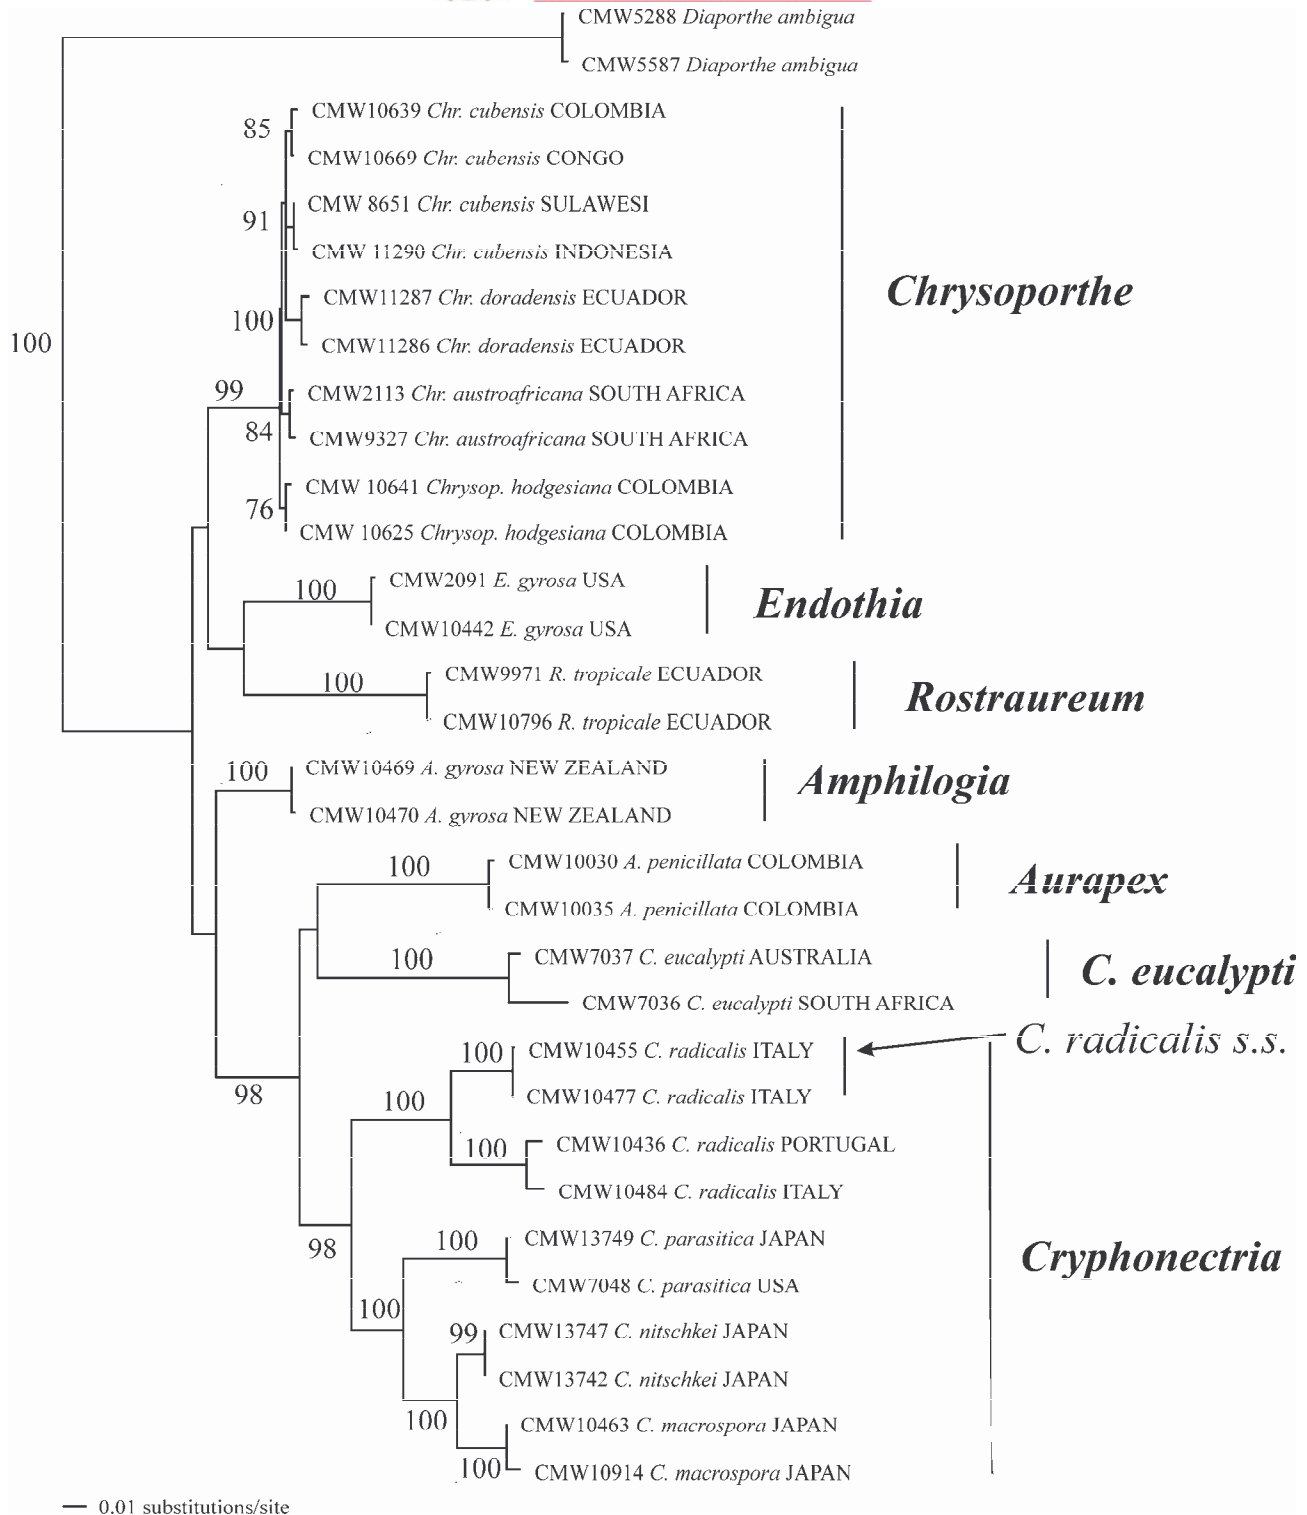 CMW5288 Diaporthe ambigua
CMW5587 Diaporthe ambigua
CMW10639 Chr. cubensis COLOMBIA
85
CMW10669 Chr. cubensis CONGO
CMW 8651 Chr. cubensis SULAWESI
91
CMW 11290 Chr. cubensis INDONESIA
Chrysoporthe
CMW11287 Chr. doradensis ECUADOR
100
CMW11286 Chr. doradensis ECUADOR
100
99
CMW2113 Chr. austroafricana SOUTH AFRICA
84
CMW9327 Chr. austroafricana SOUTH AFRICA
CMW 10641 Chrysop. hodgesiana COLOMBIA
76
CMW 10625 Chrysop. hodgesiana COLOMBIA
CMW2091 E. gyrosa USA
100
Endothia
CMW10442 E. gyrosa USA
CMW9971 R. tropicale ECUADOR
100
Rostraureum
CMW10796 R. tropicale ECUADOR
CMW10469 A. gyrosa NEW ZEALAND
100
Amphilogia
CMW10470 A. gyrosa NEW ZEALAND
CMW10030 A. penicillata COLOMBIA
100
Aurapex
CMW10035 A. penicillata COLOMBIA
CMW7037 C. eucalypti AUSTRALIA
100
C. eucalypti
CMW7036 C. eucalypti SOUTH AFRICA
C. radicalis s.s.
100
CMW10455 C. radicalis ITALY
98
100
CMW10477 C. radicalis ITALY
CMW10436 C. radicalis PORTUGAL
100
CMW10484 C. radicalis ITALY
98
100
CMW13749 C. parasitica JAPAN
Cryphonectria
CMW7048 C. parasitica USA
100
99
CMW13747 C. nitschkei JAPAN
CMW13742 C. nitschkei JAPAN
100
CMW10463 C. macrospora JAPAN
100
CMW10914 C. macrospora JAPAN
0.01 substitutions/site